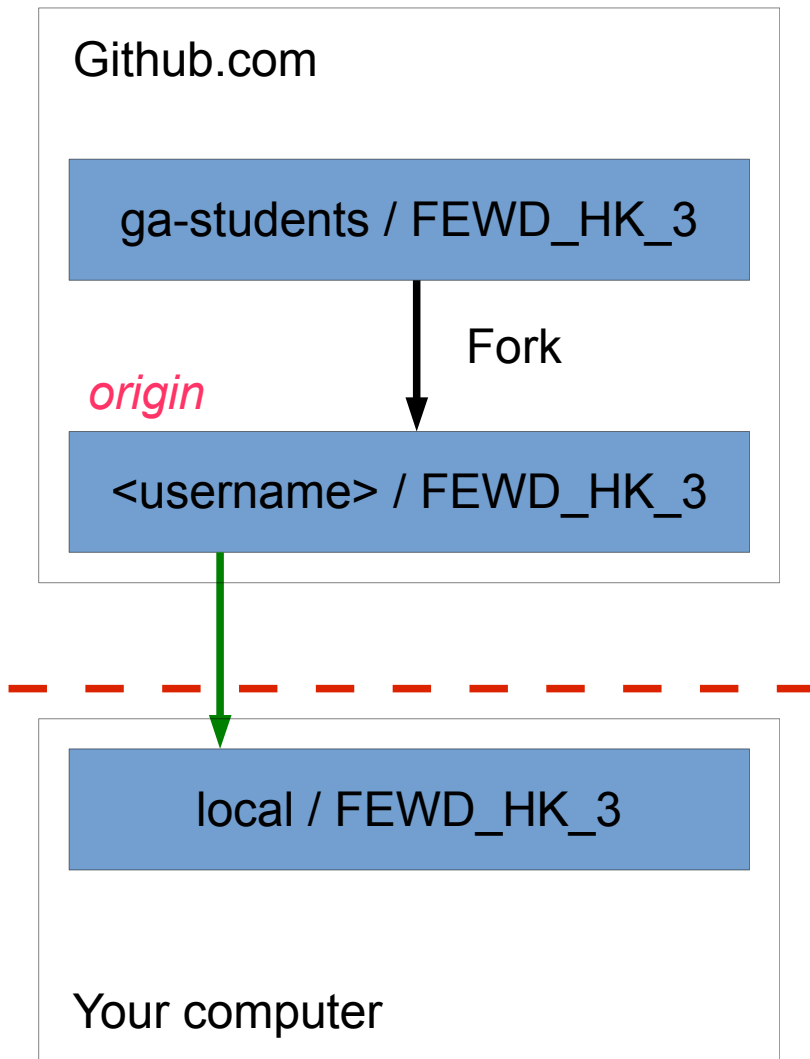 Github.com
ga-students / FEWD_HK_3
Fork
origin
<username> / FEWD_HK_3
local / FEWD_HK_3
Your computer